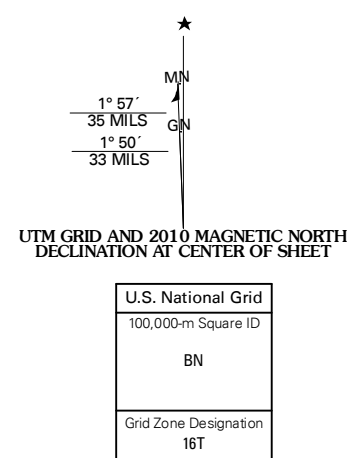 ★
MN
1° 57´
35 MILS
GN
1° 50´
33 MILS
UTM GRID AND 2010 MAGNETIC NORTH
DECLINATION AT CENTER OF SHEET
U.S. National Grid
100,000-m Square ID
BN
Grid Zone Designation
16T